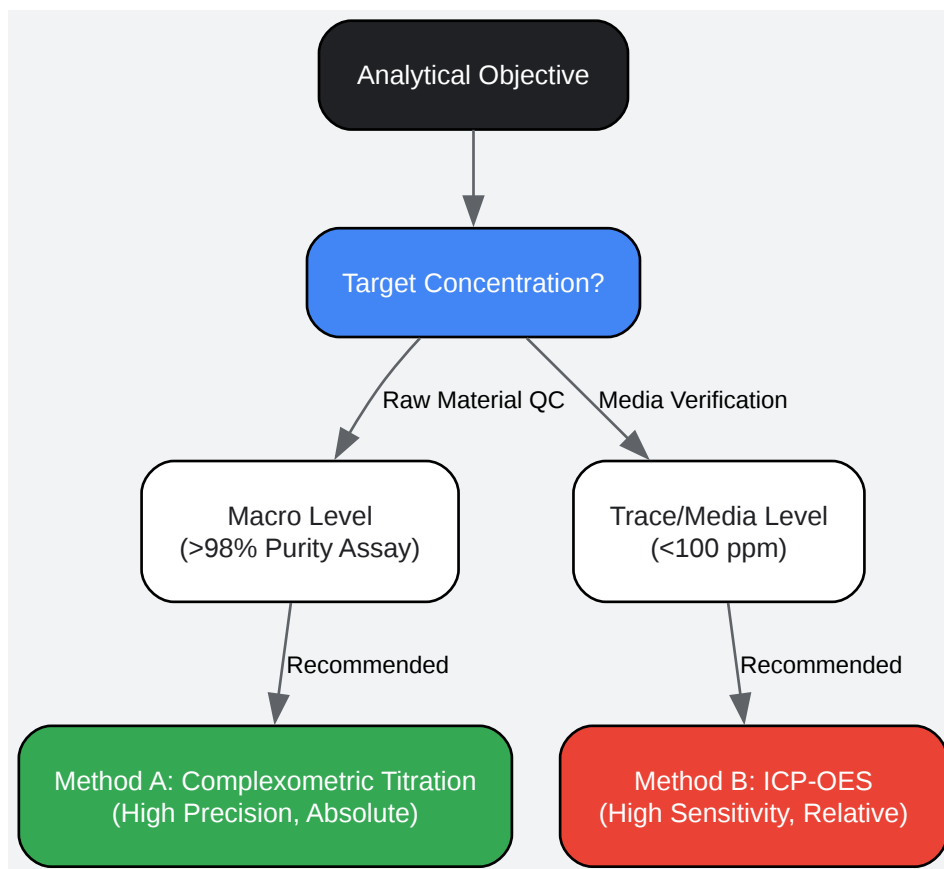 Analytical Objective
Target Concentration?
Raw Material QC
Media Verification
Macro Level
(>98% Purity Assay)
Trace/Media Level
(<100 ppm)
Recommended
Recommended
Method A: Complexometric Titration
(High Precision, Absolute)
Method B: ICP-OES
(High Sensitivity, Relative)